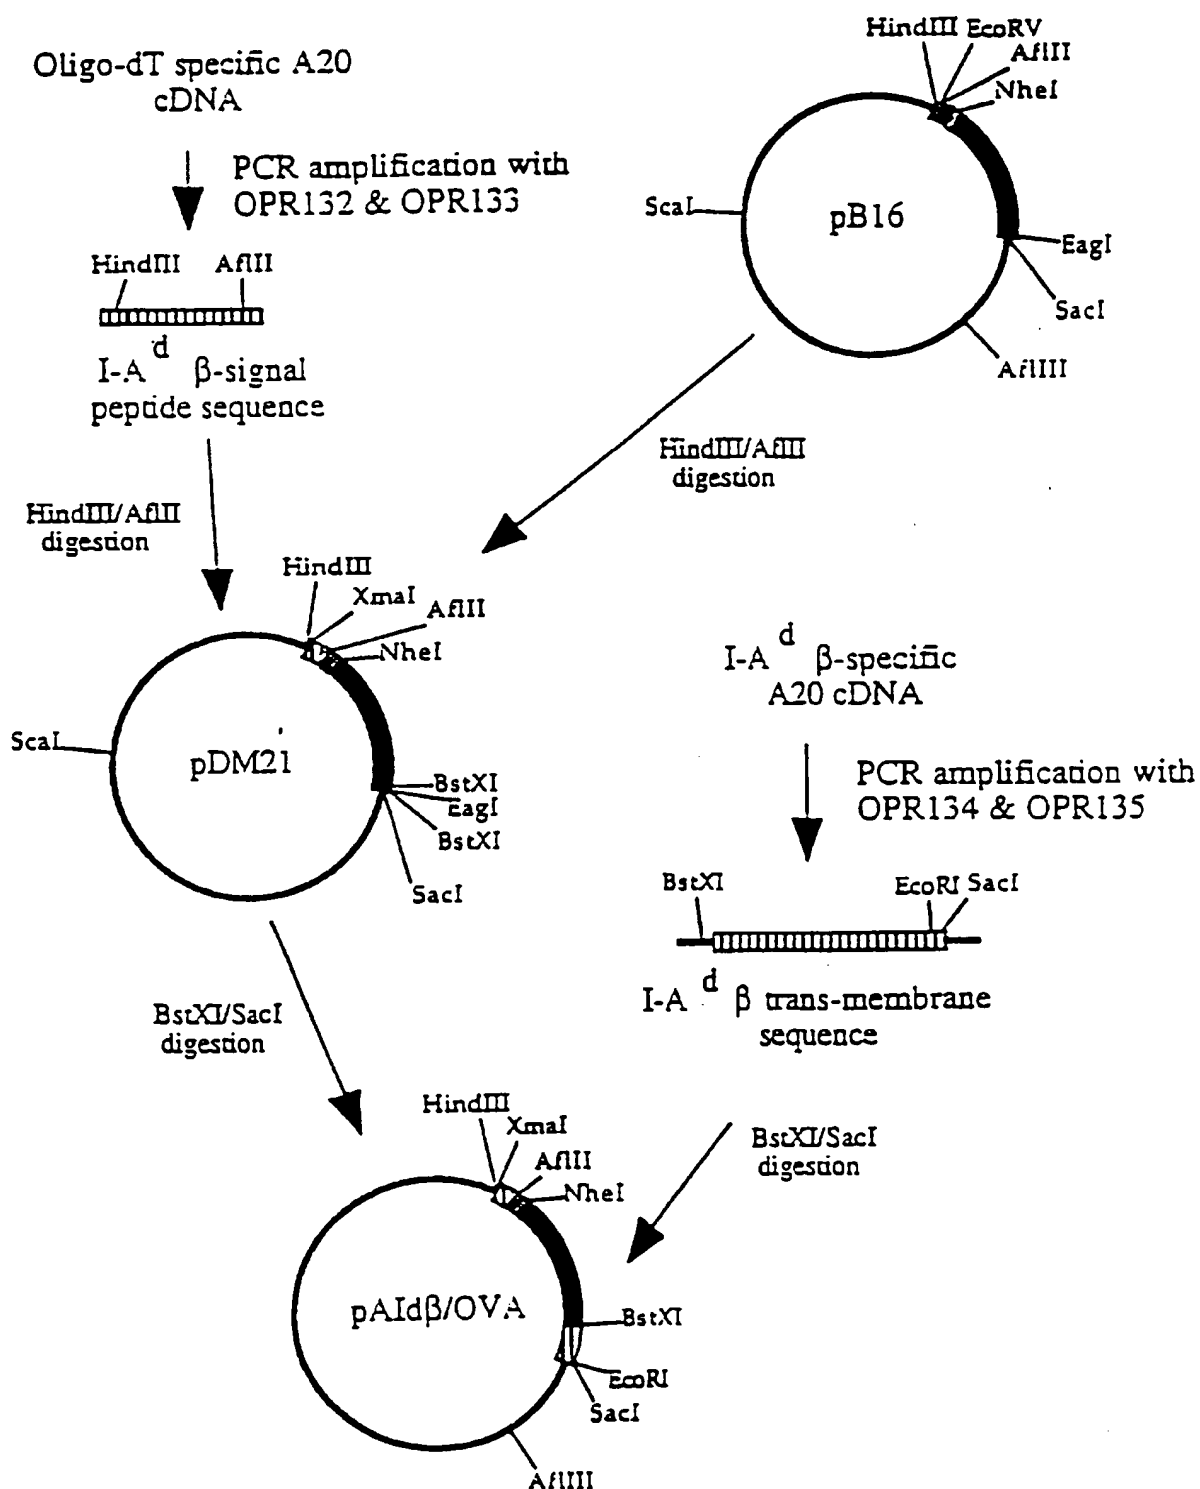 Oligo-dT specific A20
cDNA
PCR amplification with
OPR132 & OPR133
HindIII AflII
I-A d β-signal
peptide sequence
HindIII/AflII
digestion
HindIII EcoRV
AflII
NheI
ScaI
pB16
EagI
SacI
AflIII
HindIII/AflII
digestion
HindIII
XmaI
AflII
NheI
ScaI
pDM21
BstXI
EagI
BstXI
SacI
I-A d β-specific
A20 cDNA
PCR amplification with
OPR134 & OPR135
BstXI
EcoRI SacI
I-A d β trans-membrane
sequence
BstXI/SacI
digestion
BstXI/SacI
digestion
HindIII
XmaI
AflII
NheI
pAIdβ/OVA
BstXI
EcoRI
SacI
AflIII